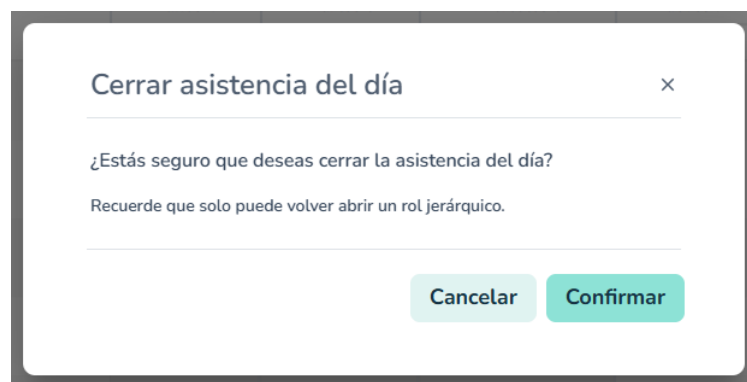 Cerrar asistencia del día
¿Estás seguro que deseas cerrar la asistencia del día?
Recuerde que solo puede volver abrir un rol jerárquico.
Cancelar Confirmar